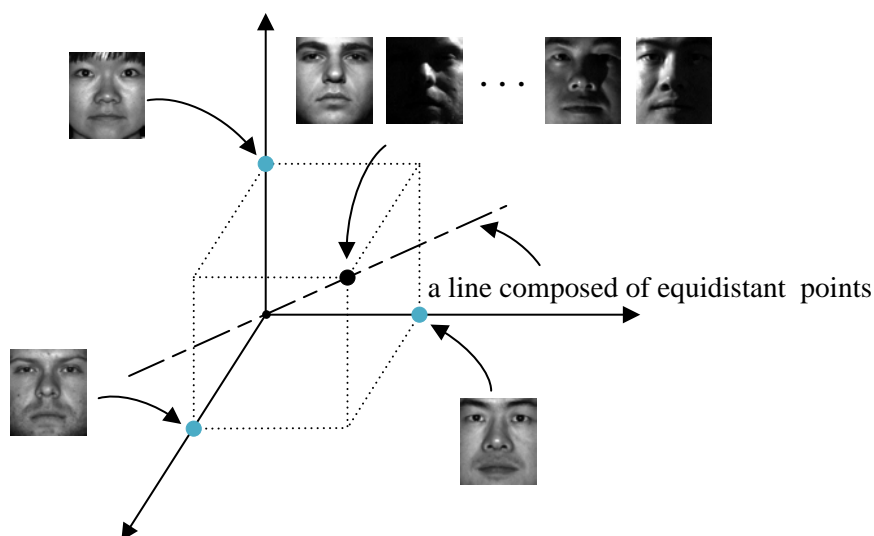 . . .
a line composed of equidistant points